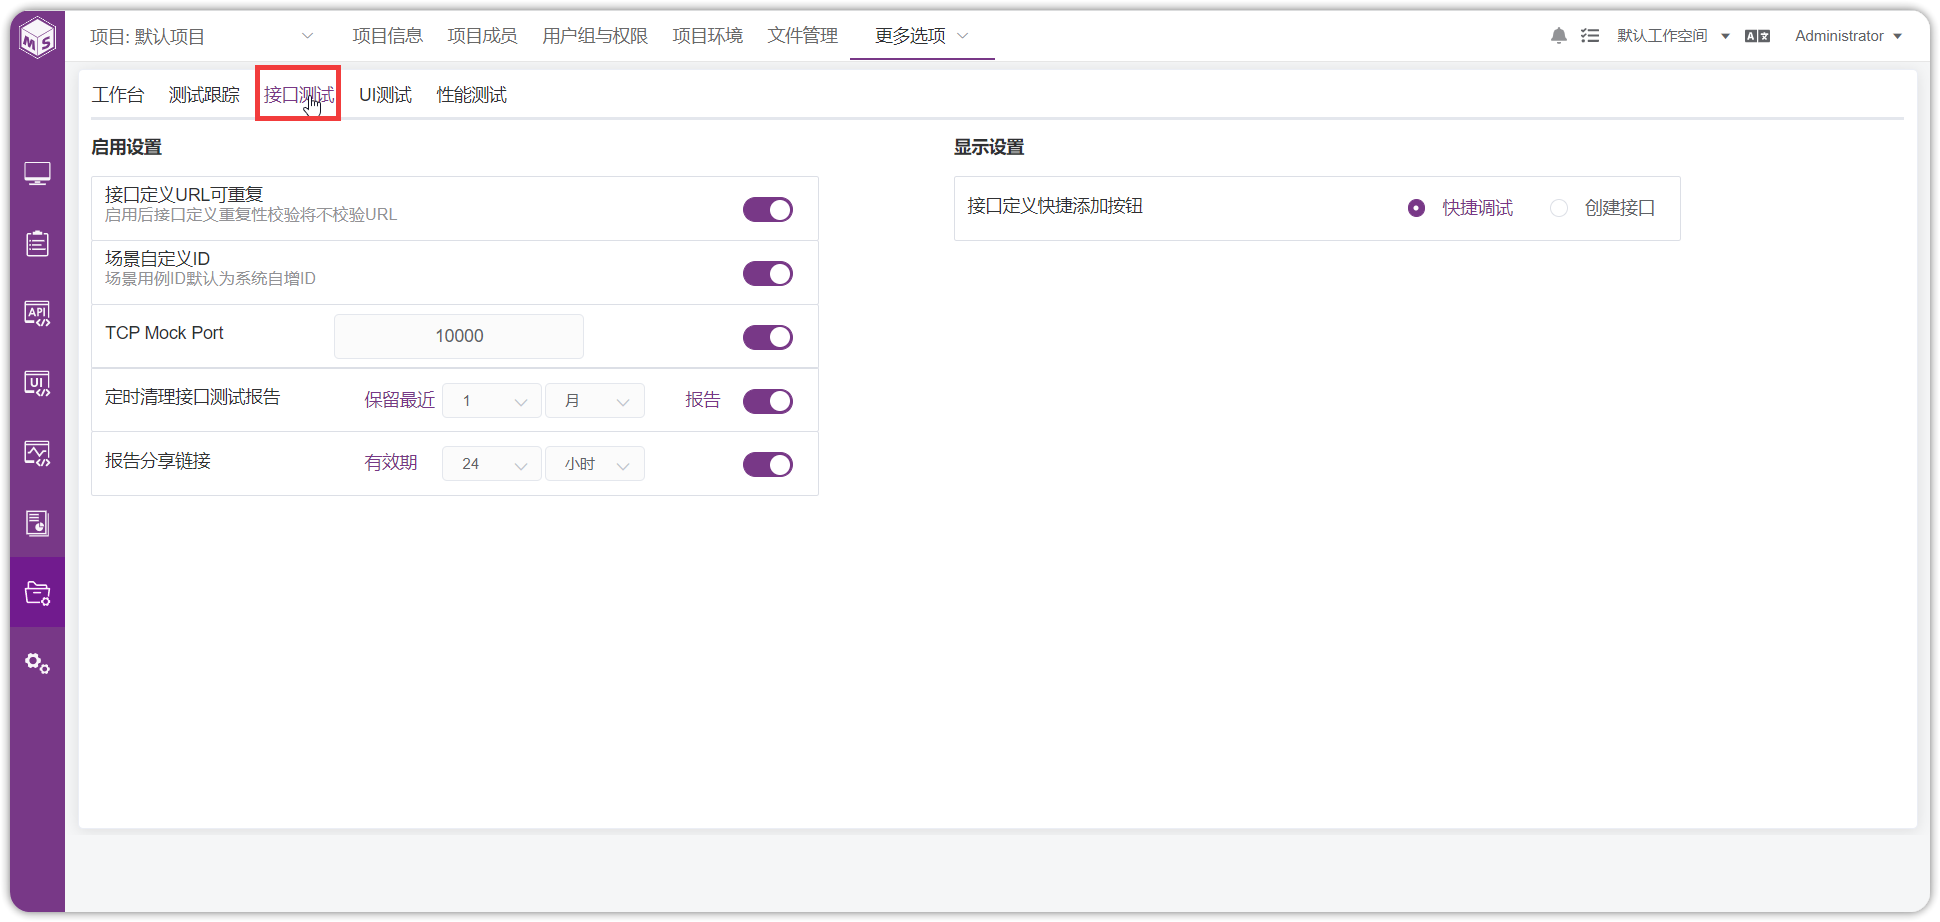 项目: 默认项目
项目信息
项目成员
用户组与权限
项目环境
文件管理
更多选项
默认工作空间
Administrator
工作台
测试跟踪
接口测试
UI测试
性能测试
启用设置
接口定义URL可重复
启用后接口定义重复性校验将不校验URL
场景自定义ID
场景用例ID默认为系统自增ID
TCP Mock Port
10000
定时清理接口测试报告
保留最近
1
月
报告
报告分享链接
有效期
24
小时
显示设置
接口定义快捷添加按钮
快捷调试
创建接口
MS
A文
API
UI